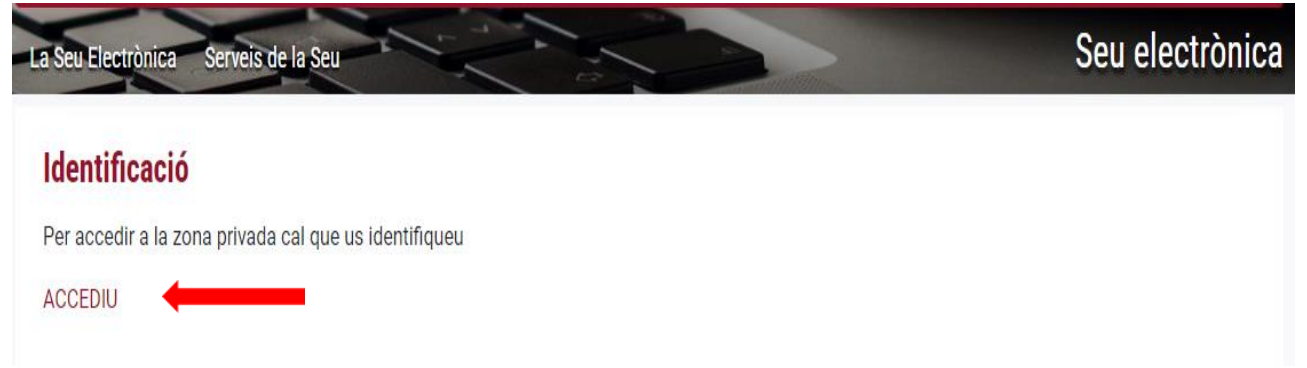 La Seu Electrònica Serveis de la Seu
Seu electrònica
Identificació
Per accedir a la zona privada cal que us identifiqueu
ACCEDIU